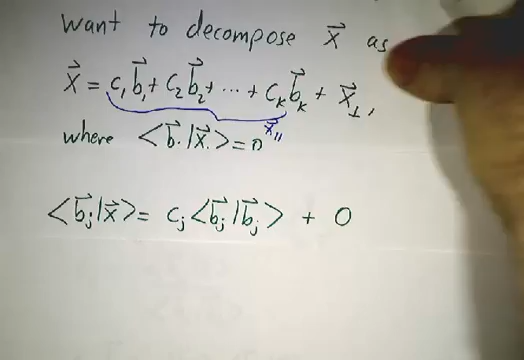 Want to decompose x⃗ as
x⃗ = c₁b⃗₁ + c₂b⃗₂ + ... + cₖb⃗ₖ + x⃗⊥,
x⃗∥
where <b⃗.|x⃗.> = 0
<b⃗ⱼ|x⃗> = cⱼ<b⃗ⱼ|b⃗ⱼ> + 0